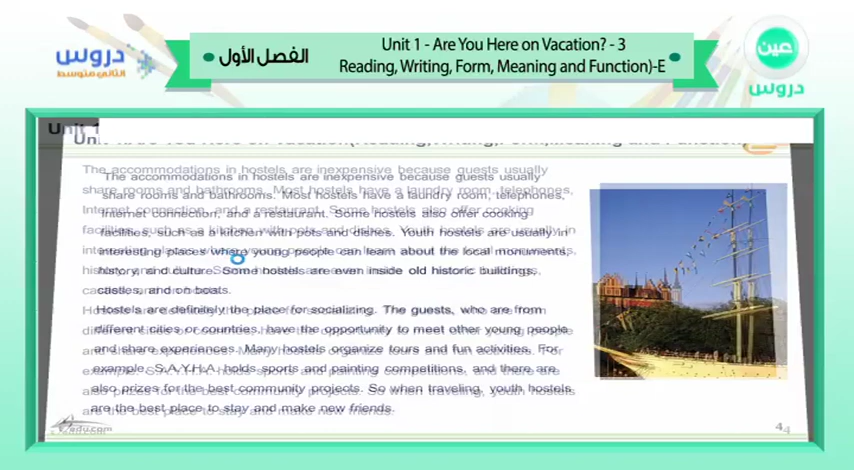 دروس
الثاني متوسط
الفصل الأول
Unit 1 - Are You Here on Vacation? - 3
Reading, Writing, Form, Meaning and Function)-E
عين
دروس
Unit 1
The accommodations in hostels are inexpensive because guests usually
share rooms and bathrooms. Most hostels have a laundry room, telephones,
Internet connection, and a restaurant. Some hostels also offer cooking
facilities, such as a kitchen with pots and dishes. Youth hostels are usually in
interesting places where young people can learn about the local monuments,
history, and culture. Some hostels are even inside old historic buildings,
castles, and on boats.
Hostels are definitely the place for socializing. The guests, who are from
different cities or countries, have the opportunity to meet other young people
and share experiences. Many hostels organize tours and fun activities. For
example, S.A.Y.H.A. holds sports and painting competitions, and there are
also prizes for the best community projects. So when traveling, youth hostels
are the best place to stay and make new friends.
4